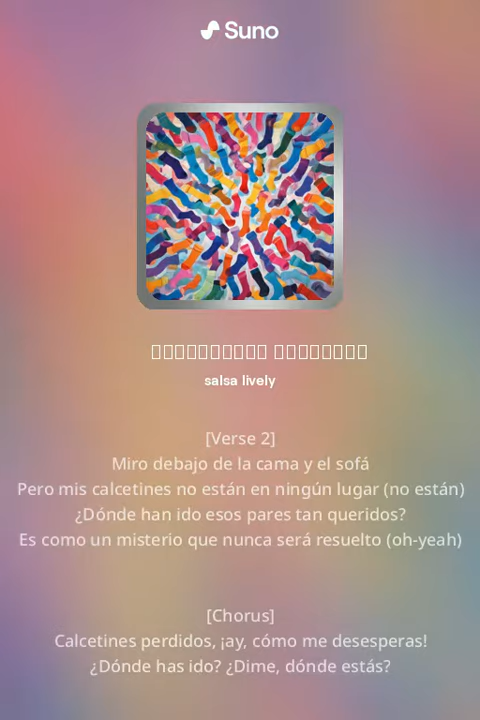 Suno
salsa lively
[Verse 2]
Miro debajo de la cama y el sofá
Pero mis calcetines no están en ningún lugar (no están)
¿Dónde han ido esos pares tan queridos?
Es como un misterio que nunca será resuelto (oh-yeah)
[Chorus]
Calcetines perdidos, ¡ay, cómo me desesperas!
¿Dónde has ido? ¿Dime, dónde estás?